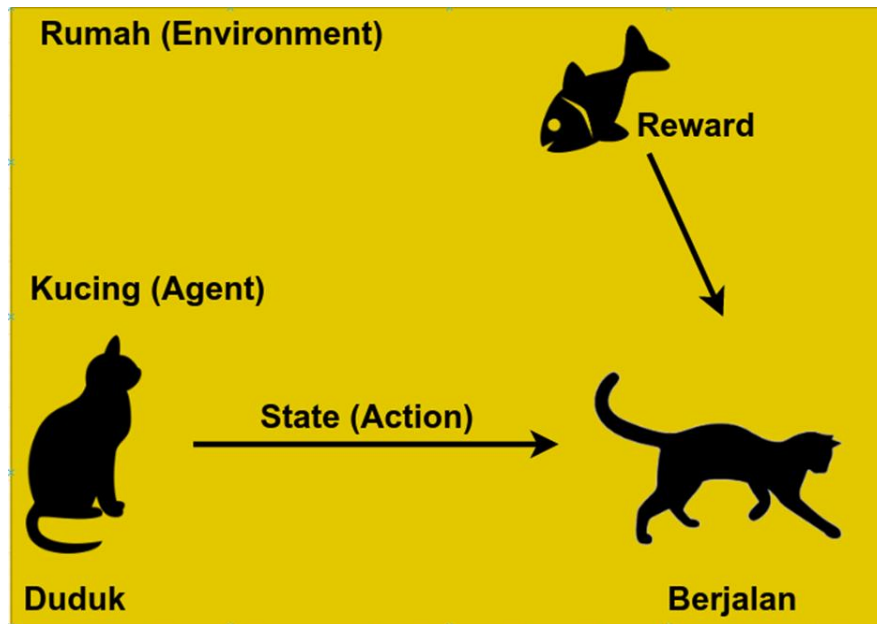 Rumah (Environment)
Reward
Kucing (Agent)
State (Action)
Duduk
Berjalan